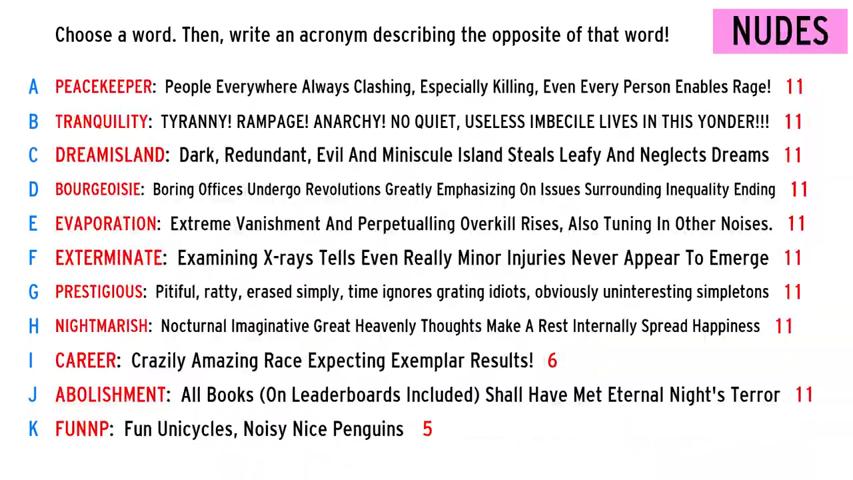 Choose a word. Then, write an acronym describing the opposite of that word!
NUDES
A PEACEKEEPER: People Everywhere Always Clashing, Especially Killing, Even Every Person Enables Rage! 11
B TRANQUILITY: TYRANNY! RAMPAGE! ANARCHY! NO QUIET, USELESS IMBECILE LIVES IN THIS YONDER!!! 11
C DREAMISLAND: Dark, Redundant, Evil And Miniscule Island Steals Leafy And Neglects Dreams 11
D BOURGEOISIE: Boring Offices Undergo Revolutions Greatly Emphasizing On Issues Surrounding Inequality Ending 11
E EVAPORATION: Extreme Vanishment And Perpetualling Overkill Rises, Also Tuning In Other Noises. 11
F EXTERMINATE: Examining X-rays Tells Even Really Minor Injuries Never Appear To Emerge 11
G PRESTIGIOUS: Pitiful, ratty, erased simply, time ignores grating idiots, obviously uninteresting simpletons 11
H NIGHTMARISH: Nocturnal Imaginative Great Heavenly Thoughts Make A Rest Internally Spread Happiness 11
I CAREER: Crazily Amazing Race Expecting Exemplar Results! 6
J ABOLISHMENT: All Books (On Leaderboards Included) Shall Have Met Eternal Night's Terror 11
K FUNNP: Fun Unicycles, Noisy Nice Penguins 5